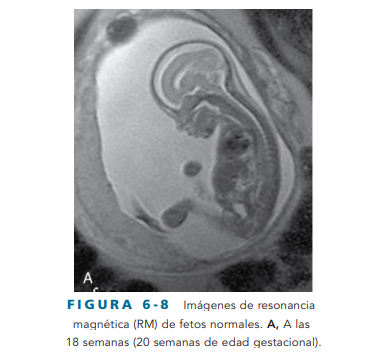 A
FIGURA 6-8 Imágenes de resonancia
magnética (RM) de fetos normales. A, A las
18 semanas (20 semanas de edad gestacional).